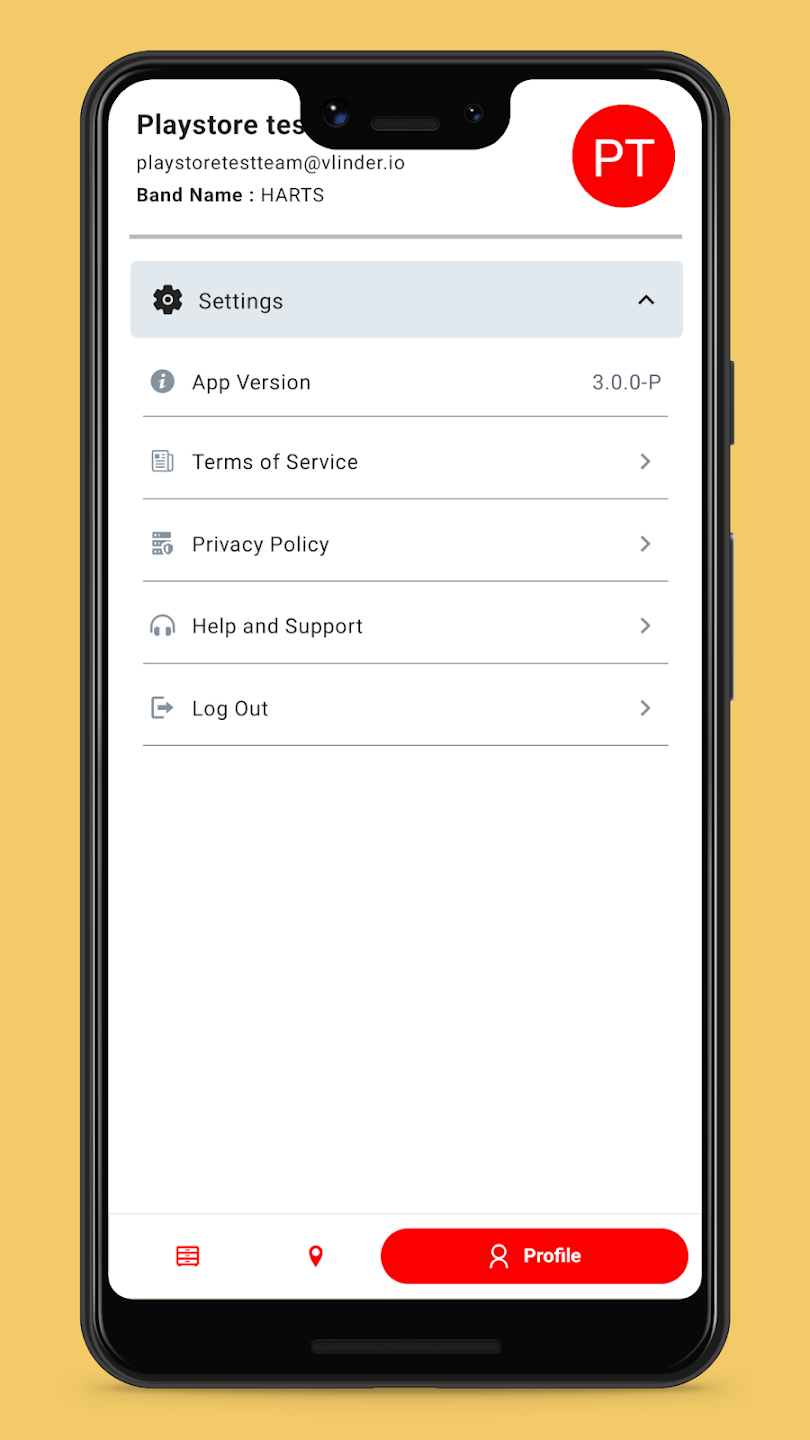 Playstore tes
PT
playstoretestteam@vlinder.io
Band Name : HARTS
Settings
App Version 3.0.0-P
Terms of Service
Privacy Policy
Help and Support
Log Out
Profile